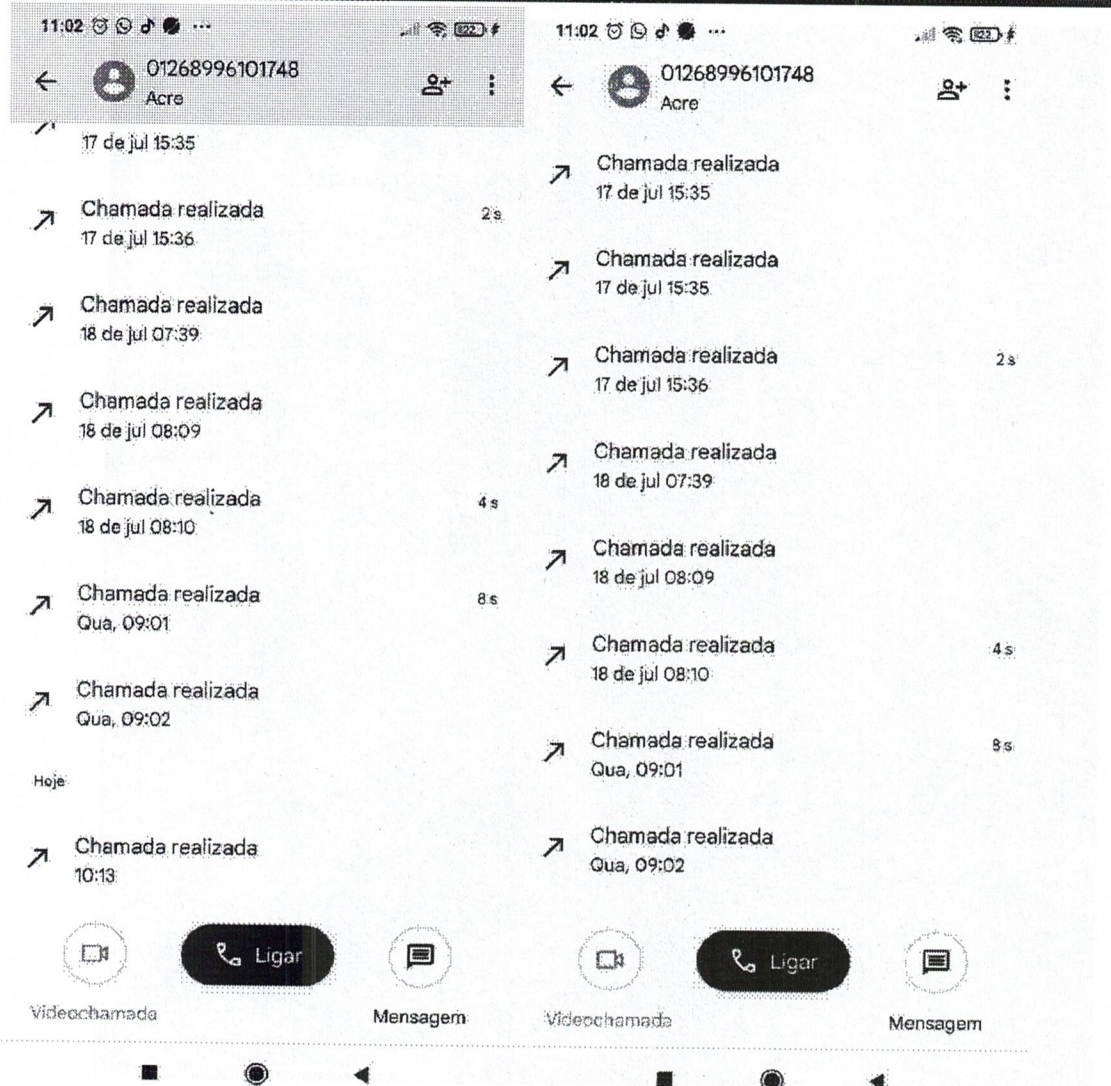 11:02
22
01268996101748
Acre
17 de jul 15:35
Chamada realizada
2 s
17 de jul 15:36
Chamada realizada
18 de jul 07:39
Chamada realizada
18 de jul 08:09
Chamada realizada
4 s
18 de jul 08:10
Chamada realizada
8 s
Qua, 09:01
Chamada realizada
Qua, 09:02
Hoje
Chamada realizada
10:13
Ligar
Videochamada
Mensagem
11:02
22
01268996101748
Acre
Chamada realizada
17 de jul 15:35
Chamada realizada
17 de jul 15:35
Chamada realizada
2 s
17 de jul 15:36
Chamada realizada
18 de jul 07:39
Chamada realizada
18 de jul 08:09
Chamada realizada
4 s
18 de jul 08:10
Chamada realizada
8 s
Qua, 09:01
Chamada realizada
Qua, 09:02
Ligar
Videochamada
Mensagem